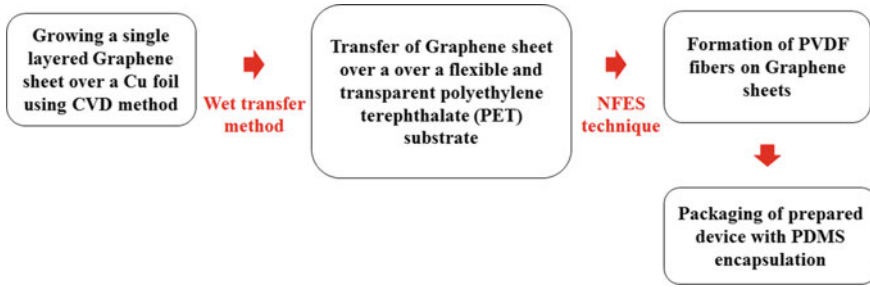 Growing a single
layered Graphene
sheet over a Cu foil
using CVD method
Wet transfer
method
Transfer of Graphene sheet
over a over a flexible and
transparent polyethylene
terephthalate (PET)
substrate
NFES
technique
Formation of PVDF
fibers on Graphene
sheets
Packaging of prepared
device with PDMS
encapsulation